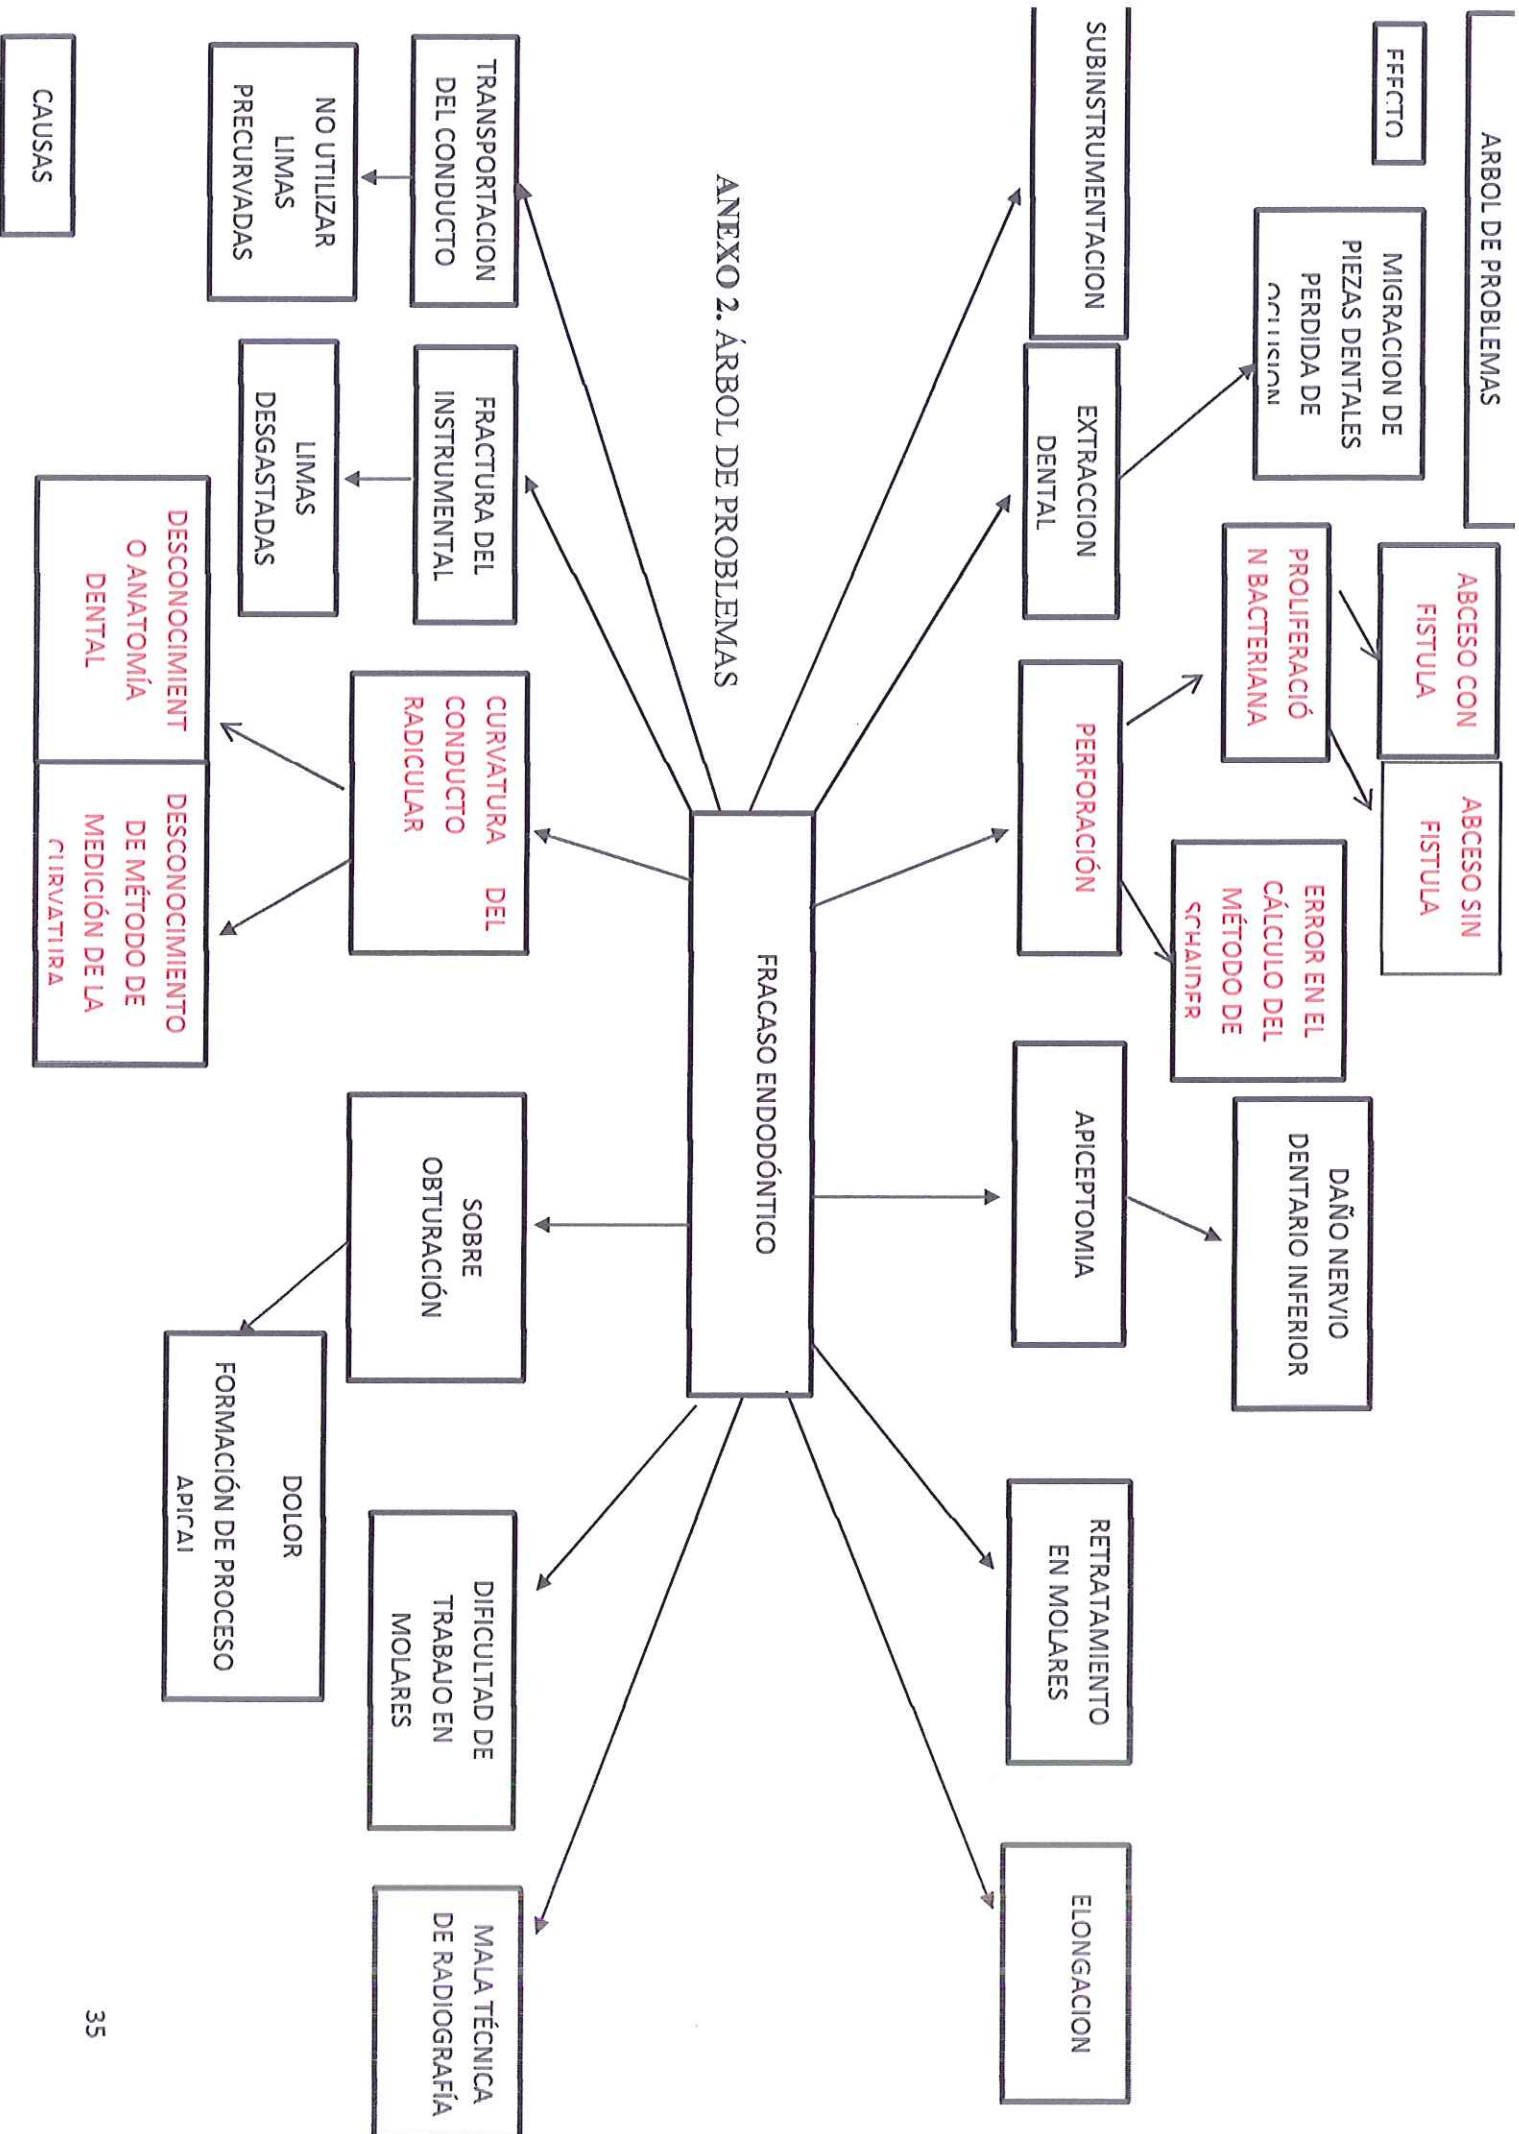 ARBOL DE PROBLEMAS
EFECTO
ABCESO CON
FISTULA
ABCESO SIN
FISTULA
MIGRACION DE
PIEZAS DENTALES
PERDIDA DE
OCLUSION
PROLIFERACIÓ
N BACTERIANA
ERROR EN EL
CÁLCULO DEL
MÉTODO DE
SCHAIDER
DAÑO NERVIO
DENTARIO INFERIOR
SUBINSTRUMENTACION
EXTRACCION
DENTAL
PERFORACIÓN
APICEPTOMIA
RETRATAMIENTO
EN MOLARES
ELONGACION
ANEXO 2. ÁRBOL DE PROBLEMAS
FRACASO ENDODÓNTICO
TRANSPORTACION
DEL CONDUCTO
FRACTURA DEL
INSTRUMENTAL
CURVATURA DEL
CONDUCTO
RADICULAR
SOBRE
OBTURACIÓN
DIFICULTAD DE
TRABAJO EN
MOLARES
MALA TÉCNICA
DE RADIOGRAFÍA
NO UTILIZAR
LIMAS
PRECURVADAS
LIMAS
DESGASTADAS
DESCONOCIMIENT
O ANATOMÍA
DENTAL
DESCONOCIMIENTO
DE MÉTODO DE
MEDICIÓN DE LA
CURVATURA
DOLOR
FORMACIÓN DE PROCESO
APICAL
CAUSAS
35